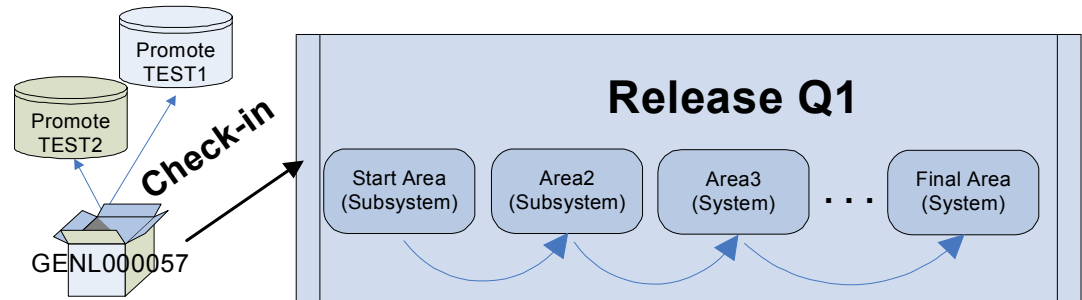 Promote
TEST1
Promote
TEST2
Check-in
GENL000057
Release Q1
Start Area
(Subsystem)
Area2
(Subsystem)
Area3
(System)
. . .
Final Area
(System)